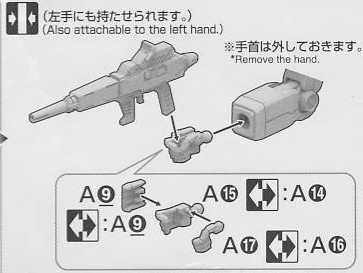 (左手にも持たせられます。)
(Also attachable to the left hand.)
※手首は外しておきます。
*Remove the hand.
A❾ A⓯ :A⓮
:A❾
A⓱ :A⓰